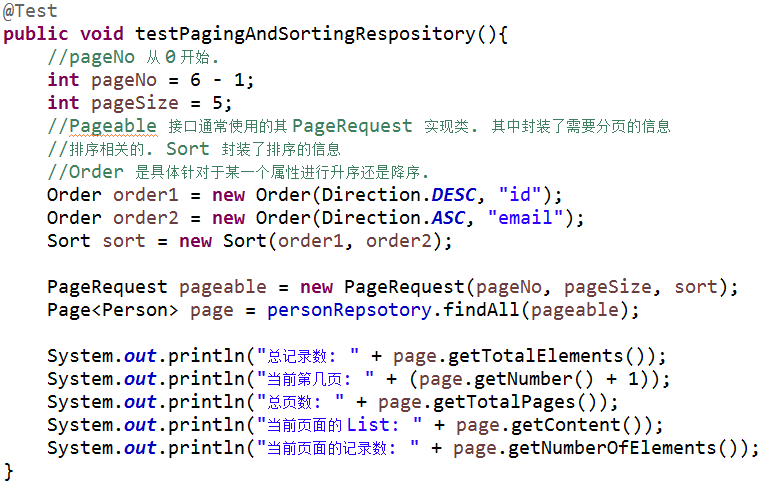 @Test
public void testPagingAndSortingRespository(){
    //pageNo 从 0 开始.
    int pageNo = 6 - 1;
    int pageSize = 5;
    //Pageable 接口通常使用的其 PageRequest 实现类. 其中封装了需要分页的信息
    //排序相关的. Sort 封装了排序的信息
    //Order 是具体针对于某一个属性进行升序还是降序.
    Order order1 = new Order(Direction.DESC, "id");
    Order order2 = new Order(Direction.ASC, "email");
    Sort sort = new Sort(order1, order2);

    PageRequest pageable = new PageRequest(pageNo, pageSize, sort);
    Page<Person> page = personRepsotory.findAll(pageable);

    System.out.println("总记录数: " + page.getTotalElements());
    System.out.println("当前第几页: " + (page.getNumber() + 1));
    System.out.println("总页数: " + page.getTotalPages());
    System.out.println("当前页面的 List: " + page.getContent());
    System.out.println("当前页面的记录数: " + page.getNumberOfElements());
}